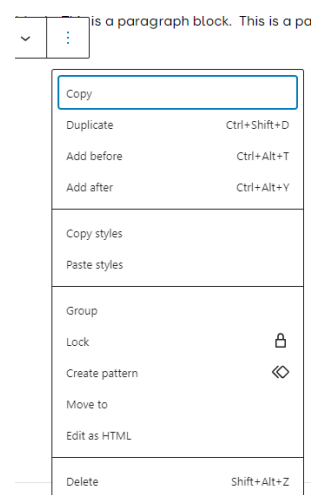 is a paragraph block. This is a pa
Copy
Duplicate Ctrl+Shift+D
Add before Ctrl+Alt+T
Add after Ctrl+Alt+Y
Copy styles
Paste styles
Group
Lock
Create pattern
Move to
Edit as HTML
Delete Shift+Alt+Z